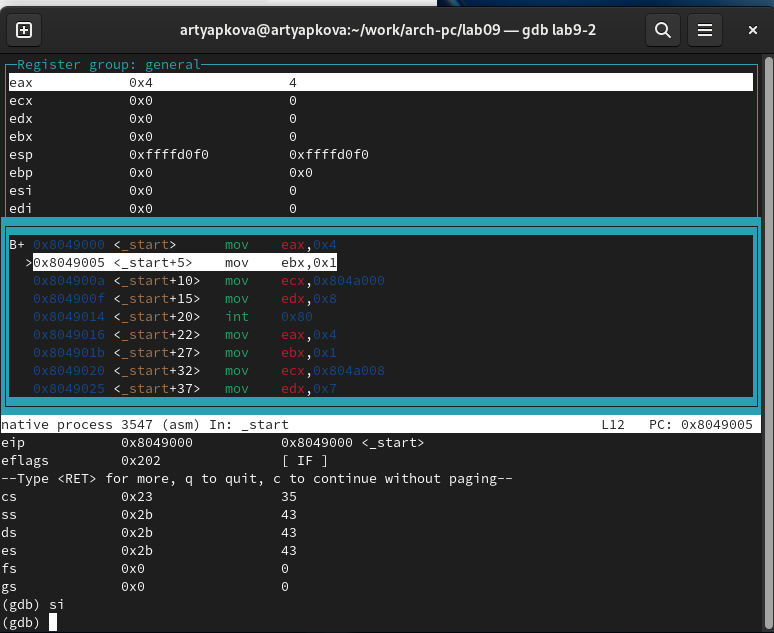 artyapkova@artyapkova:~/work/arch-pc/lab09 — gdb lab9-2
Register group: general
eax 0x4 4
ecx 0x0 0
edx 0x0 0
ebx 0x0 0
esp 0xffffd0f0 0xffffd0f0
ebp 0x0 0x0
esi 0x0 0
edi 0x0 0
B+ 0x8049000 <_start> mov eax,0x4
>0x8049005 <_start+5> mov ebx,0x1
0x804900a <_start+10> mov ecx,0x804a000
0x804900f <_start+15> mov edx,0x8
0x8049014 <_start+20> int 0x80
0x8049016 <_start+22> mov eax,0x4
0x804901b <_start+27> mov ebx,0x1
0x8049020 <_start+32> mov ecx,0x804a008
0x8049025 <_start+37> mov edx,0x7
native process 3547 (asm) In: _start L12 PC: 0x8049005
eip 0x8049000 0x8049000 <_start>
eflags 0x202 [ IF ]
--Type <RET> for more, q to quit, c to continue without paging--
cs 0x23 35
ss 0x2b 43
ds 0x2b 43
es 0x2b 43
fs 0x0 0
gs 0x0 0
(gdb) si
(gdb)